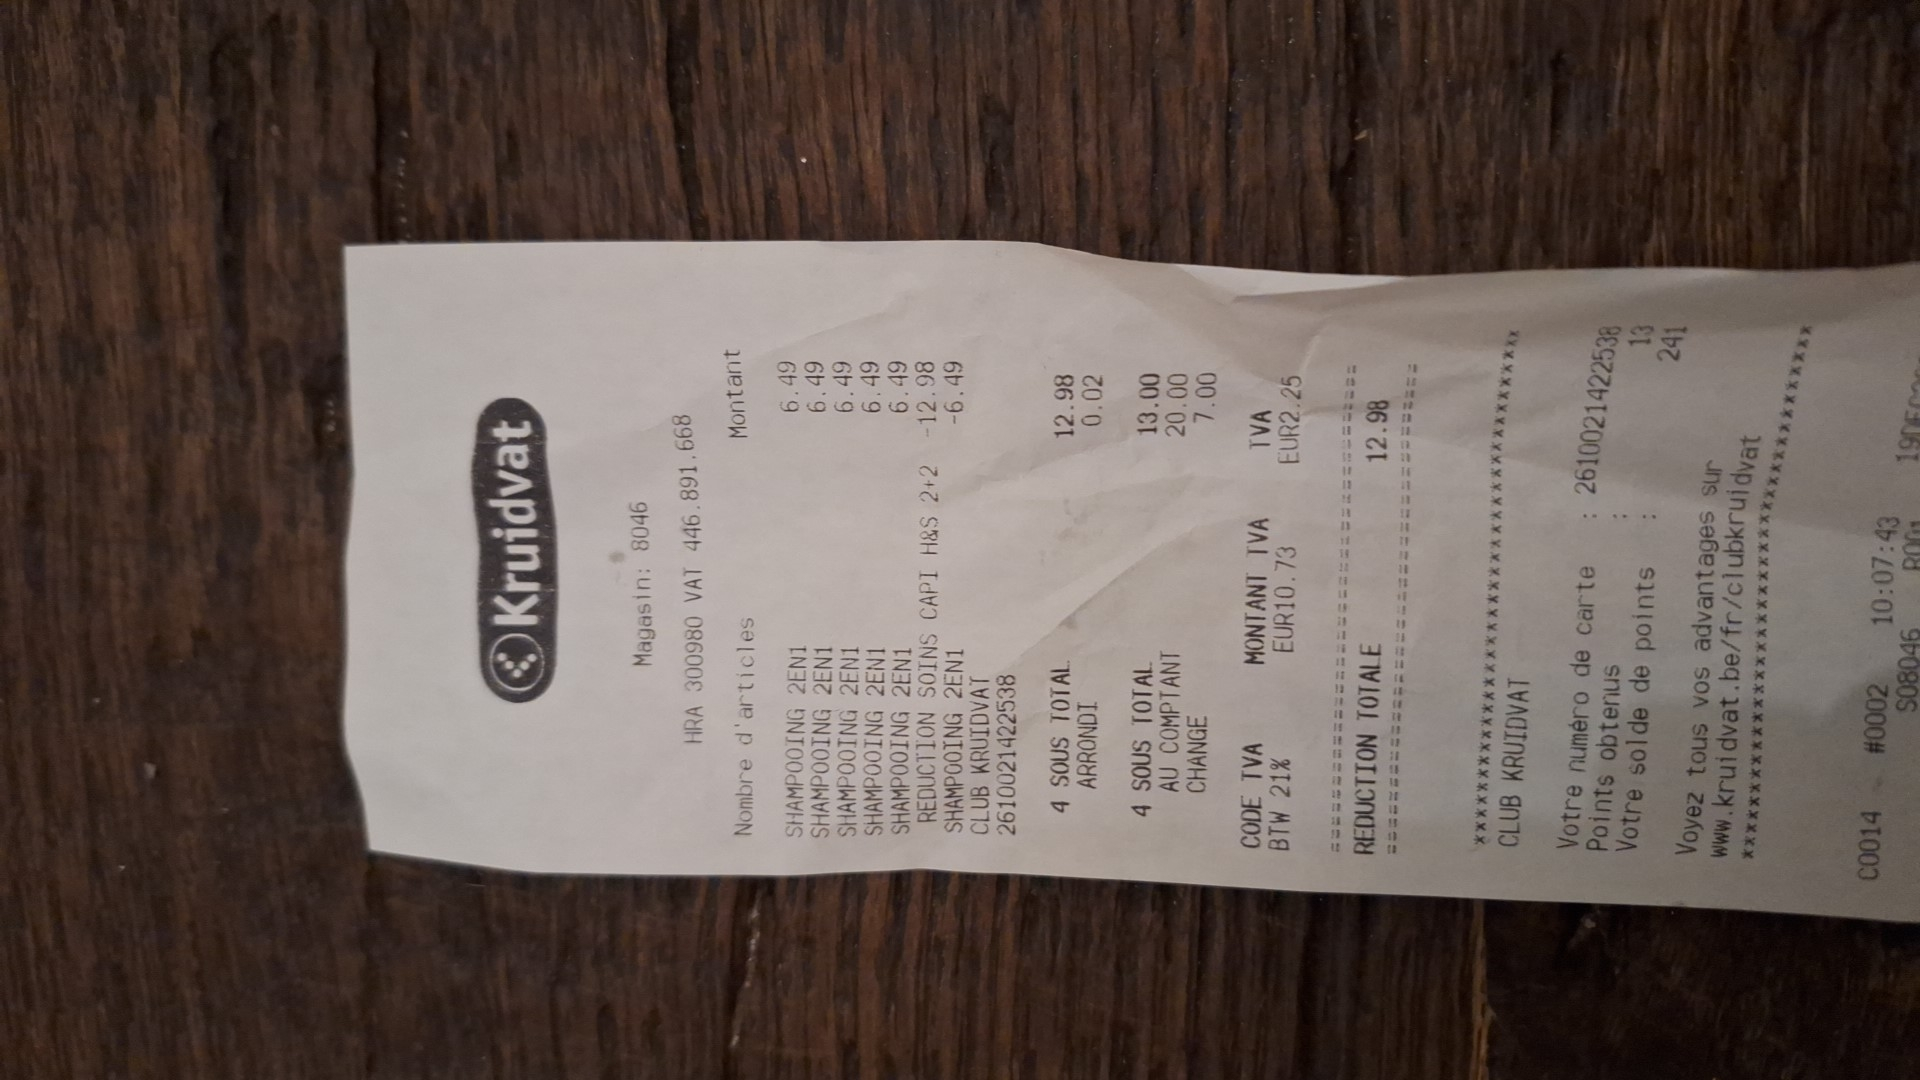 Kruidvat
Magasin: 8046
HRA 300980 VAT 446.891.668
Nombre d'articles Montant
SHAMPOOING 2EN1 6.49
SHAMPOOING 2EN1 6.49
SHAMPOOING 2EN1 6.49
SHAMPOOING 2EN1 6.49
SHAMPOOING 2EN1 6.49
REDUCTION SOINS CAPI H&S 2+2 -12.98
SHAMPOOING 2EN1 -6.49
CLUB KRUIDVAT
2610021422538
4 SOUS TOTAL 12.98
ARRONDI 0.02
4 SOUS TOTAL 13.00
AU COMPTANT 20.00
CHANGE 7.00
CODE TVA MONTANT TVA TVA
BTW 21% EUR10.73 EUR2.25
REDUCTION TOTALE 12.98
CLUB KRUIDVAT
Votre numéro de carte : 2610021422538
Points obtenus : 13
Votre solde de points : 241
Voyez tous vos advantages sur
www.kruidvat.be/fr/clubkruidvat
C0014 #0002 10:07:43
S08046 R001